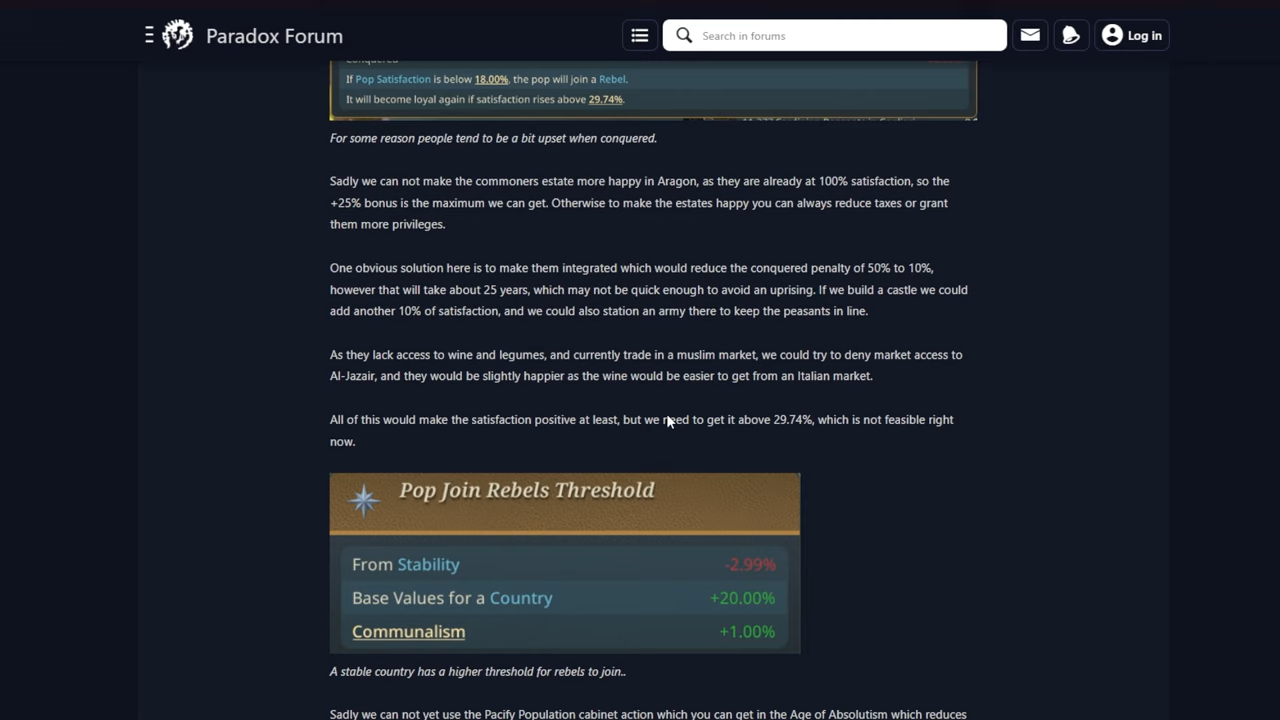 Paradox Forum
Search in forums
Log in
Conquered
If Pop Satisfaction is below 18.00%, the pop will join a Rebel.
It will become loyal again if satisfaction rises above 29.74%.
For some reason people tend to be a bit upset when conquered.
Sadly we can not make the commoners estate more happy in Aragon, as they are already at 100% satisfaction, so the
+25% bonus is the maximum we can get. Otherwise to make the estates happy you can always reduce taxes or grant
them more privileges.
One obvious solution here is to make them integrated which would reduce the conquered penalty of 50% to 10%,
however that will take about 25 years, which may not be quick enough to avoid an uprising. If we build a castle we could
add another 10% of satisfaction, and we could also station an army there to keep the peasants in line.
As they lack access to wine and legumes, and currently trade in a muslim market, we could try to deny market access to
Al-Jazair, and they would be slightly happier as the wine would be easier to get from an Italian market.
All of this would make the satisfaction positive at least, but we need to get it above 29.74%, which is not feasible right
now.
Pop Join Rebels Threshold
From Stability -2.99%
Base Values for a Country +20.00%
Communalism +1.00%
A stable country has a higher threshold for rebels to join..
Sadly we can not yet use the Pacify Population cabinet action which you can get in the Age of Absolutism which reduces